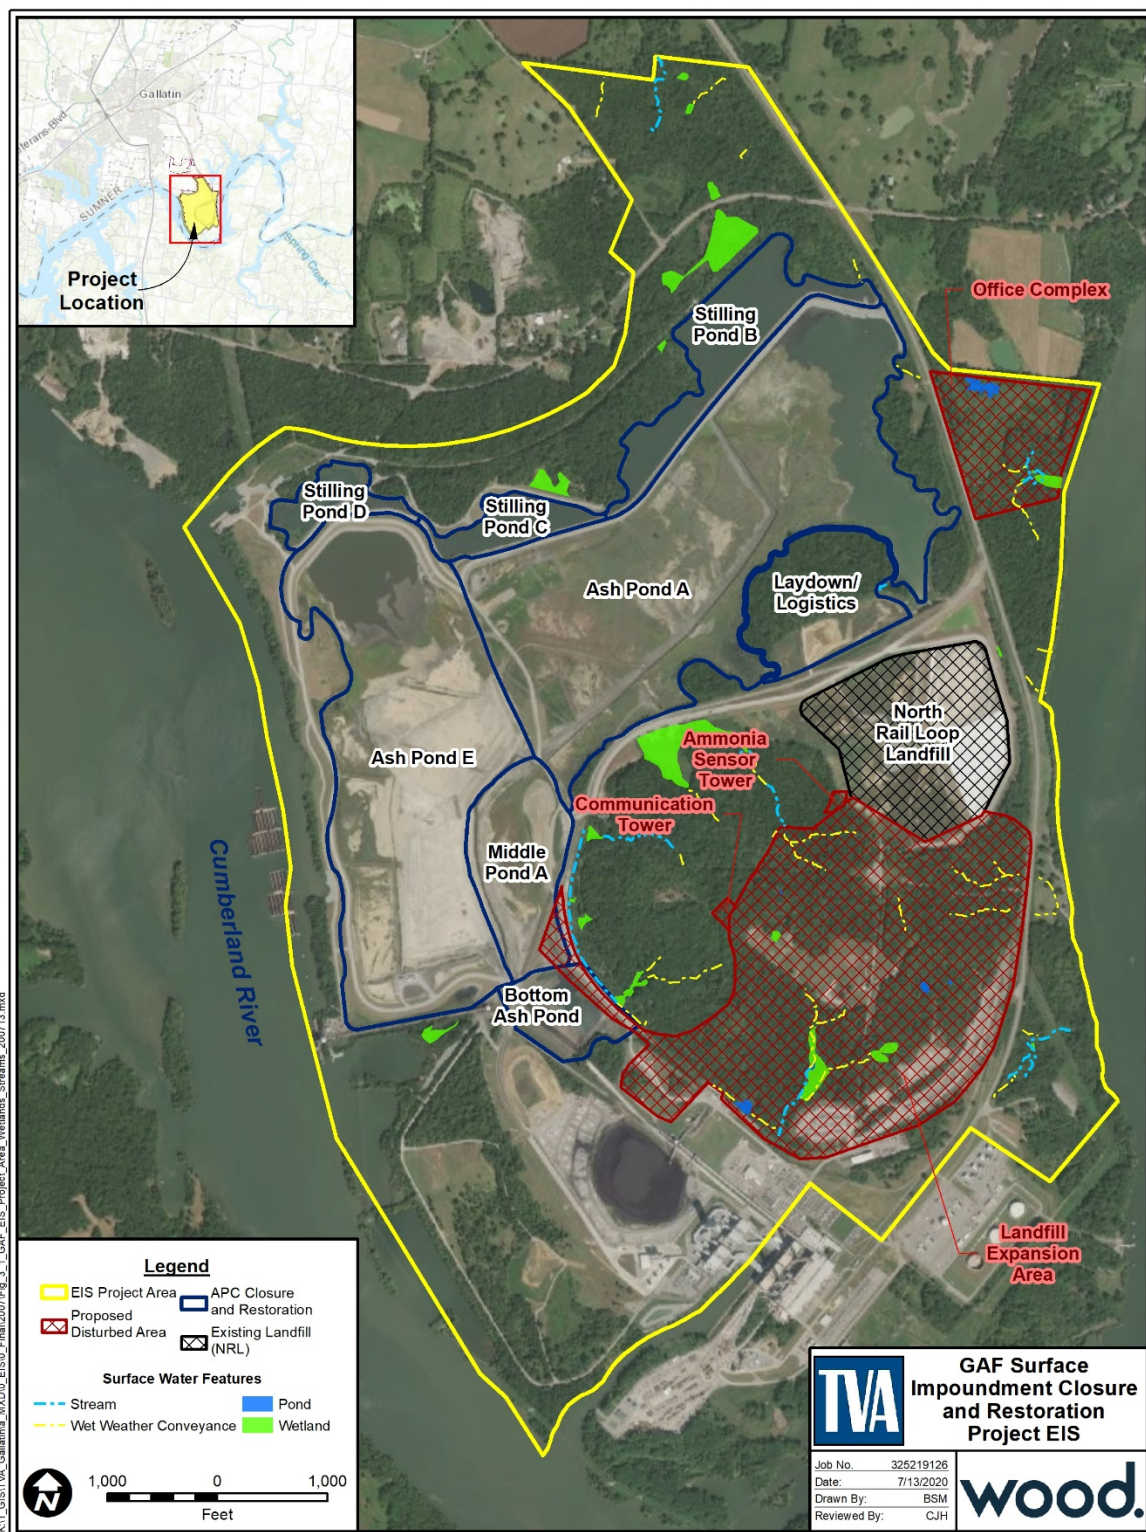 Gallatin
SUMNER
Spring Creek
Project
Location
Office Complex
Stilling
Pond B
Stilling
Pond D
Stilling
Pond C
Ash Pond A
Laydown/
Logistics
North
Rail Loop
Landfill
Ammonia
Sensor
Tower
Ash Pond E
Communication
Tower
Middle
Pond A
Cumberland River
Bottom
Ash Pond
Landfill
Expansion
Area
Legend
EIS Project Area
Proposed
Disturbed Area
APC Closure
and Restoration
Existing Landfill
(NRL)
Surface Water Features
Stream
Pond
Wet Weather Conveyance
Wetland
N
1,000 0 1,000
Feet
TVA
GAF Surface
Impoundment Closure
and Restoration
Project EIS
Job No. 325219126
Date: 7/13/2020
Drawn By: BSM
Reviewed By: CJH
wood.